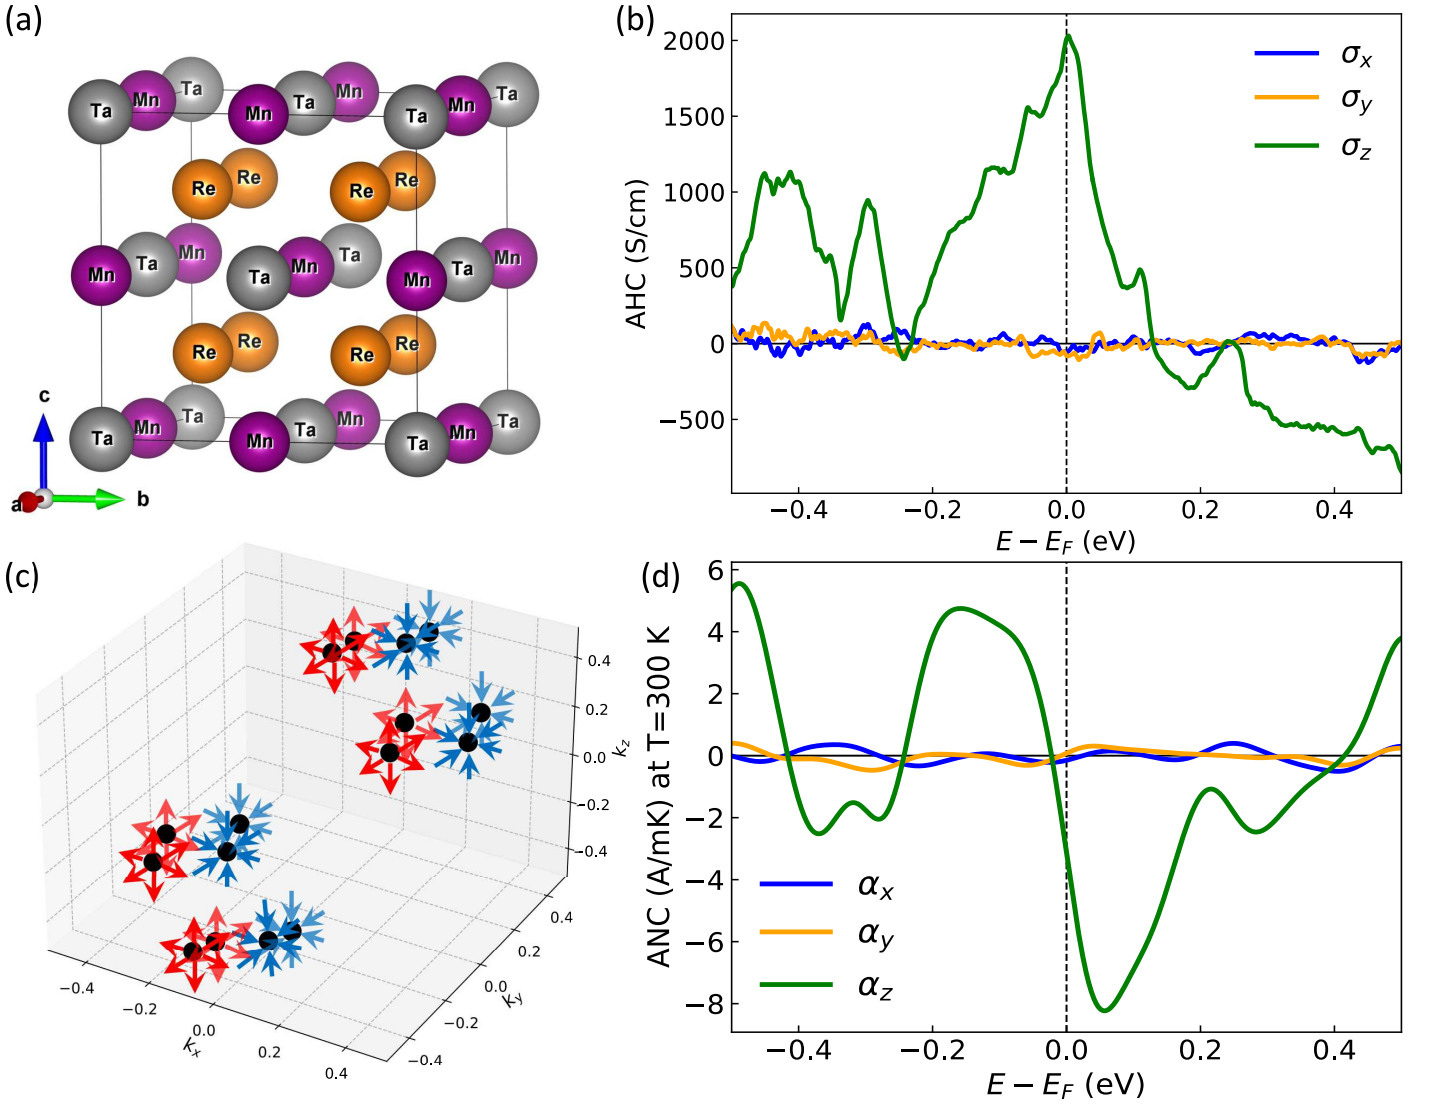 (a)
Ta Mn Ta Mn Ta Mn Ta Mn Ta
Re Re Re Re
Mn Ta Mn Ta Mn Ta Mn Ta Mn
Re Re Re Re
Ta Mn Ta Mn Ta Mn Ta Mn Ta
c
a
b
(b)
AHC (S/cm)
2000
1500
1000
500
0
−500
σx
σy
σz
−0.4 −0.2 0.0 0.2 0.4
E − EF (eV)
(c)
0.4
0.2
0.0
−0.2
−0.4
kz
0.4
0.2
0.0
−0.2
−0.4
ky
−0.4
−0.2
0.0
0.2
0.4
kx
(d)
ANC (A/mK) at T=300 K
6
4
2
0
−2
−4
−6
−8
αx
αy
αz
−0.4 −0.2 0.0 0.2 0.4
E − EF (eV)